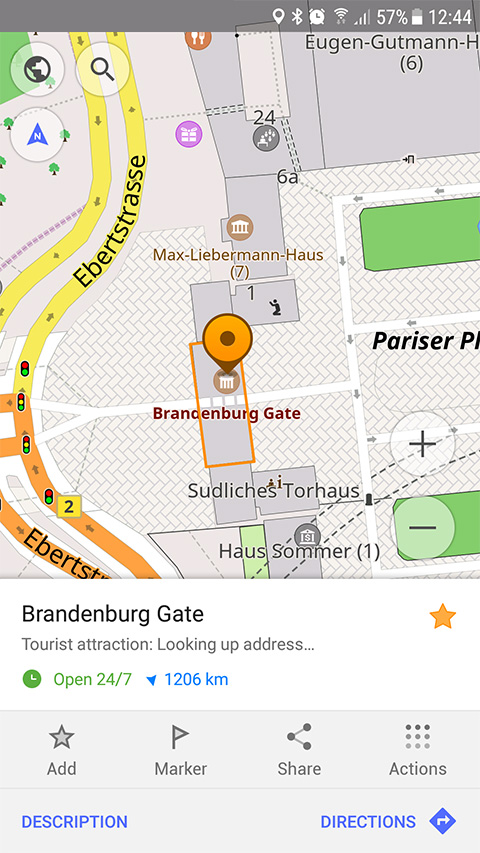 57% 12:44
Eugen-Gutmann-H
(6)
24
6a
Ebertstrasse
N
Max-Liebermann-Haus
(7)
1
Pariser Pl
Brandenburg Gate
Sudliches Torhaus
2
Haus Sommer (1)
Ebertstr
Brandenburg Gate
Tourist attraction: Looking up address…
Open 24/7 1206 km
Add Marker Share Actions
DESCRIPTION DIRECTIONS